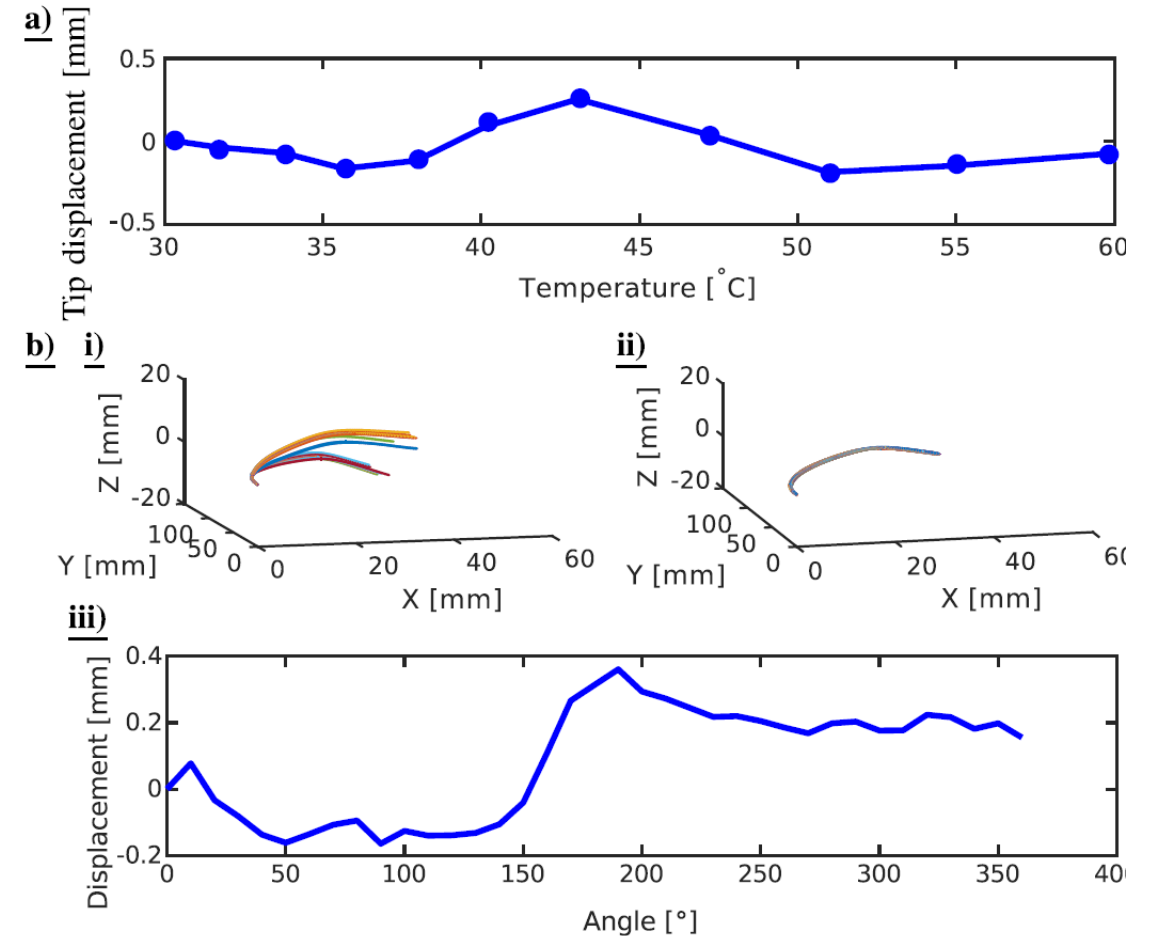 a)
Tip displacement [mm]
0.5
0
-0.5
30 35 40 45 50 55 60
Temperature [°C]
b) i) ii)
20
0
-20
Z [mm]
100
50
0
Y [mm]
0 20 40 60
X [mm]
20
0
-20
Z [mm]
100
50
0
Y [mm]
0 20 40 60
X [mm]
iii)
Displacement [mm]
0.4
0.2
0
-0.2
0 50 100 150 200 250 300 350 40
Angle [°]